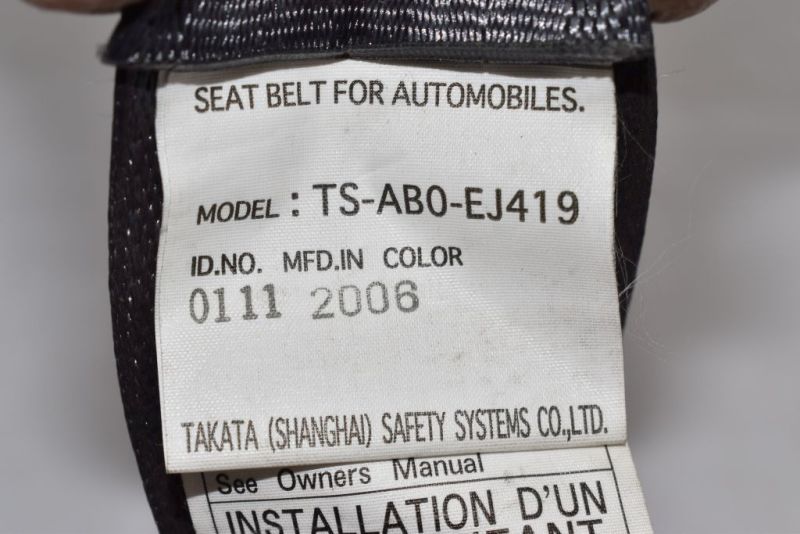 SEAT BELT FOR AUTOMOBILES.
MODEL : TS-AB0-EJ419
ID.NO. MFD.IN COLOR
0111 2006
TAKATA (SHANGHAI) SAFETY SYSTEMS CO.,LTD.
See Owners Manual
INSTALLATION D'UN